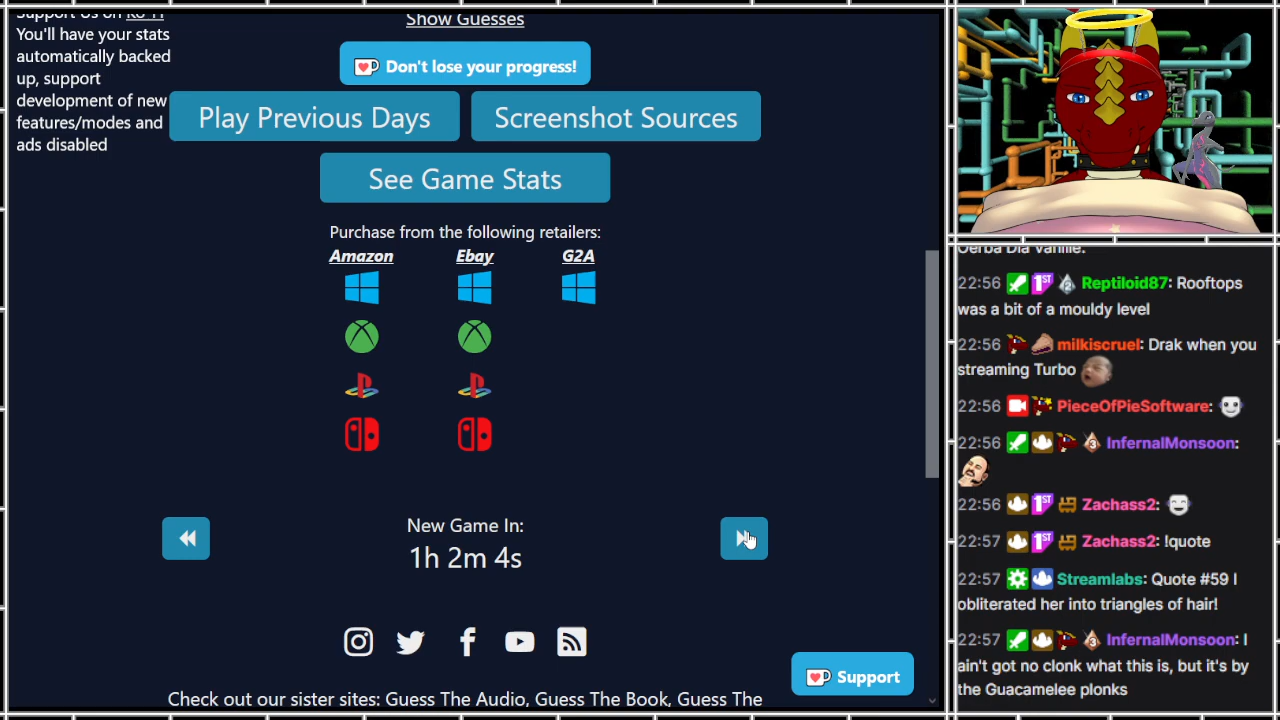 Show Guesses
You'll have your stats
automatically backed
up, support
development of new
features/modes and
ads disabled
Don't lose your progress!
Play Previous Days
Screenshot Sources
See Game Stats
Purchase from the following retailers:
Amazon
Ebay
G2A
New Game In:
1h 2m 4s
Support
Check out our sister sites: Guess The Audio, Guess The Book, Guess The
22:56 Reptiloid87: Rooftops
was a bit of a mouldy level
22:56 milkiscruel: Drak when you
streaming Turbo
22:56 PieceOfPieSoftware:
22:56 InfernalMonsoon:
22:56 Zachass2:
22:57 Zachass2: !quote
22:57 Streamlabs: Quote #59 I
obliterated her into triangles of hair!
22:57 InfernalMonsoon: I
ain't got no clonk what this is, but it's by
the Guacamelee plonks